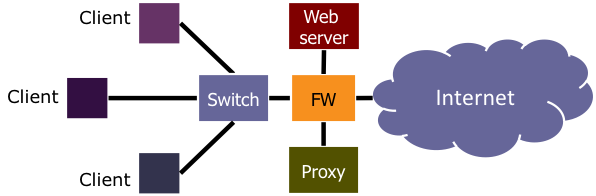 Client
Web
server
Client
Switch
FW
Internet
Client
Proxy